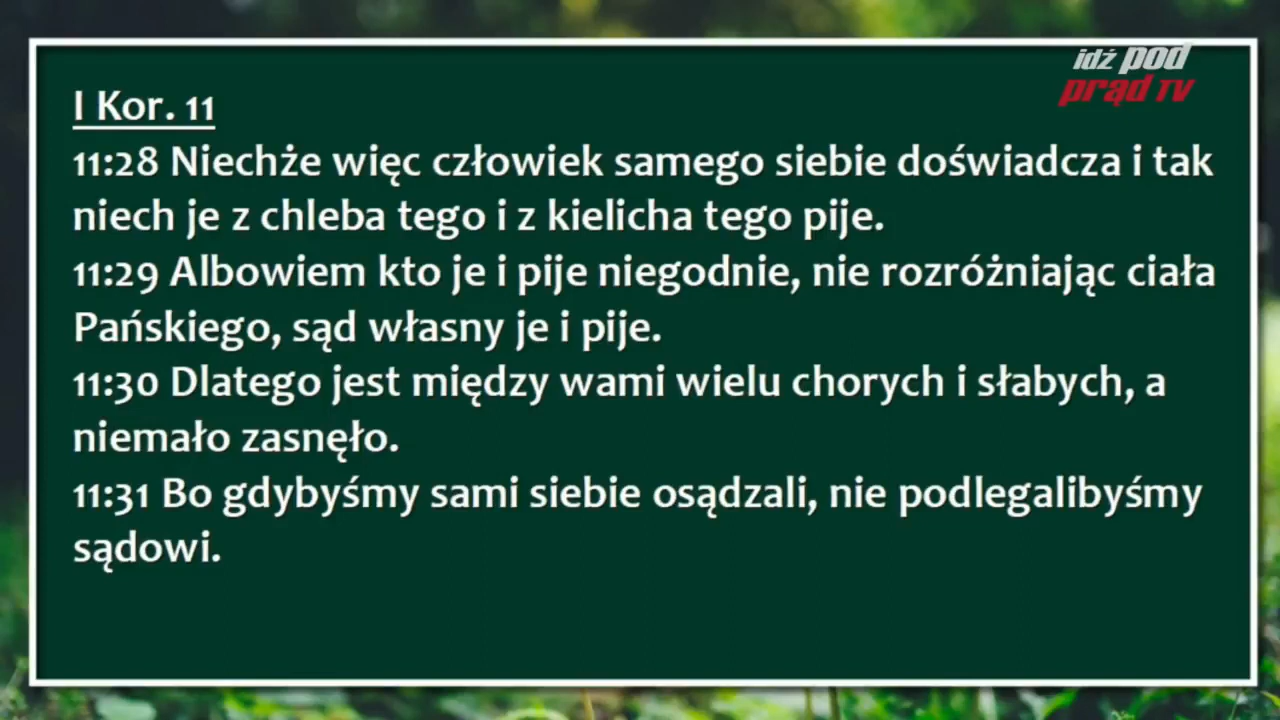 idź pod
prąd TV
I Kor. 11
11:28 Niechże więc człowiek samego siebie doświadcza i tak
niech je z chleba tego i z kielicha tego pije.
11:29 Albowiem kto je i pije niegodnie, nie rozróżniając ciała
Pańskiego, sąd własny je i pije.
11:30 Dlatego jest między wami wielu chorych i słabych, a
niemało zasnęło.
11:31 Bo gdybyśmy sami siebie osądzali, nie podlegalibyśmy
sądowi.